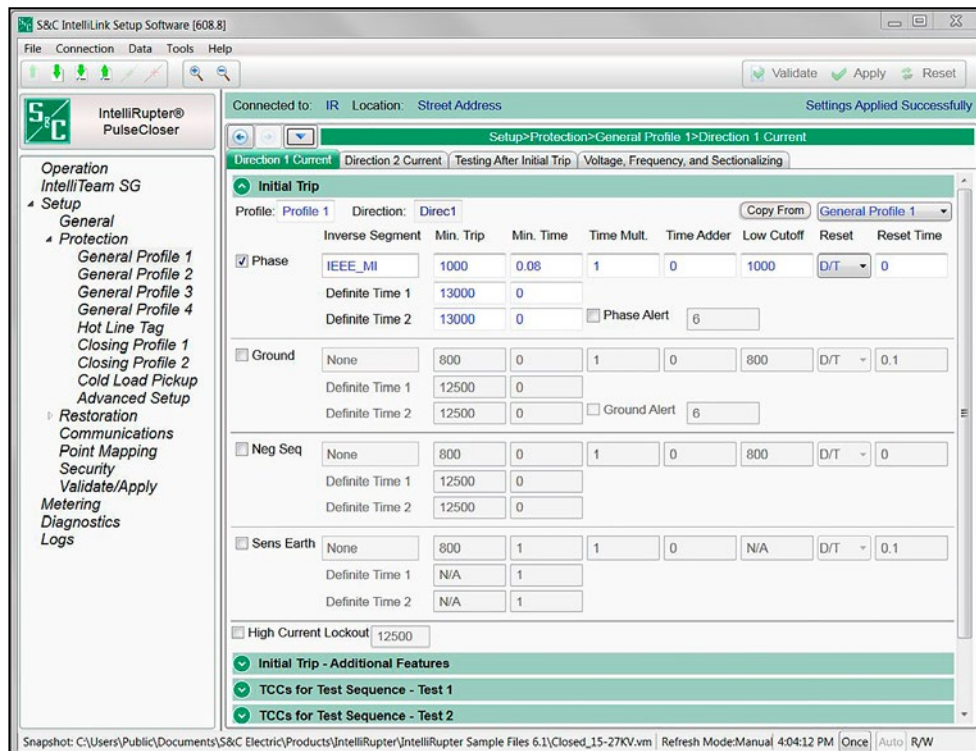 S&C IntelliLink Setup Software [608.8]
File Connection Data Tools Help
Validate Apply Reset
S&C IntelliRupter® PulseCloser
Connected to: IR Location: Street Address Settings Applied Successfully
Setup>Protection>General Profile 1>Direction 1 Current
Direction 1 Current Direction 2 Current Testing After Initial Trip Voltage, Frequency, and Sectionalizing
Operation
IntelliTeam SG
Setup
General
Protection
General Profile 1
General Profile 2
General Profile 3
General Profile 4
Hot Line Tag
Closing Profile 1
Closing Profile 2
Cold Load Pickup
Advanced Setup
Restoration
Communications
Point Mapping
Security
Validate/Apply
Metering
Diagnostics
Logs
Initial Trip
Profile: Profile 1 Direction: Direc1 Copy From General Profile 1
Inverse Segment Min. Trip Min. Time Time Mult. Time Adder Low Cutoff Reset Reset Time
Phase IEEE_MI 1000 0.08 1 0 1000 D/T 0
Definite Time 1 13000 0
Definite Time 2 13000 0 Phase Alert 6
Ground None 800 0 1 0 800 D/T 0.1
Definite Time 1 12500 0
Definite Time 2 12500 0 Ground Alert 6
Neg Seq None 800 0 1 0 800 D/T 0
Definite Time 1 12500 0
Definite Time 2 12500 0
Sens Earth None 800 1 1 0 N/A D/T 0.1
Definite Time 1 N/A 1
Definite Time 2 N/A 1
High Current Lockout 12500
Initial Trip - Additional Features
TCCs for Test Sequence - Test 1
TCCs for Test Sequence - Test 2
Snapshot: C:\Users\Public\Documents\S&C Electric\Products\IntelliRupter\IntelliRupter Sample Files 6.1\Closed_15-27KV.vm Refresh Mode:Manual 4:04:12 PM Once Auto R/W